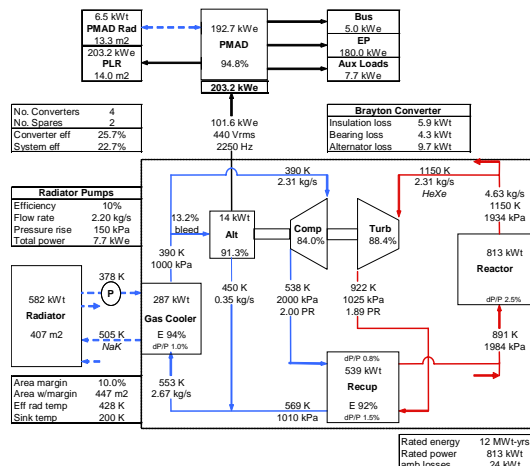 6.5 kWt
PMAD Rad
13.3 m2
203.2 kWe
PLR
14.0 m2
192.7 kWe
PMAD
94.8%
203.2 kWe
Bus
5.0 kWe
EP
180.0 kWe
Aux Loads
7.7 kWe
No. Converters 4
No. Spares 2
Converter eff 25.7%
System eff 22.7%
101.6 kWe
440 Vrms
2250 Hz
Brayton Converter
Insulation loss 5.9 kWt
Bearing loss 4.3 kWt
Alternator loss 9.7 kWt
Radiator Pumps
Efficiency 10%
Flow rate 2.20 kg/s
Pressure rise 150 kPa
Total power 7.7 kWe
390 K
2.31 kg/s
1150 K
2.31 kg/s
HeXe
4.63 kg/s
1150 K
1934 kPa
13.2%
bleed
14 kWt
Alt
91.3%
Comp
84.0%
Turb
88.4%
390 K
1000 kPa
813 kWt
Reactor
dP/P 2.5%
378 K
P
582 kWt
Radiator
407 m2
505 K
NaK
287 kWt
Gas Cooler
E 94%
dP/P 1.0%
450 K
0.35 kg/s
538 K
2000 kPa
2.00 PR
922 K
1025 kPa
1.89 PR
891 K
1984 kPa
553 K
2.67 kg/s
dP/P 0.8%
539 kWt
Recup
E 92%
dP/P 1.5%
569 K
1010 kPa
Area margin 10.0%
Area w/margin 447 m2
Eff rad temp 428 K
Sink temp 200 K
Rated energy 12 MWt-yrs
Rated power 813 kWt
amb losses 24 kWt